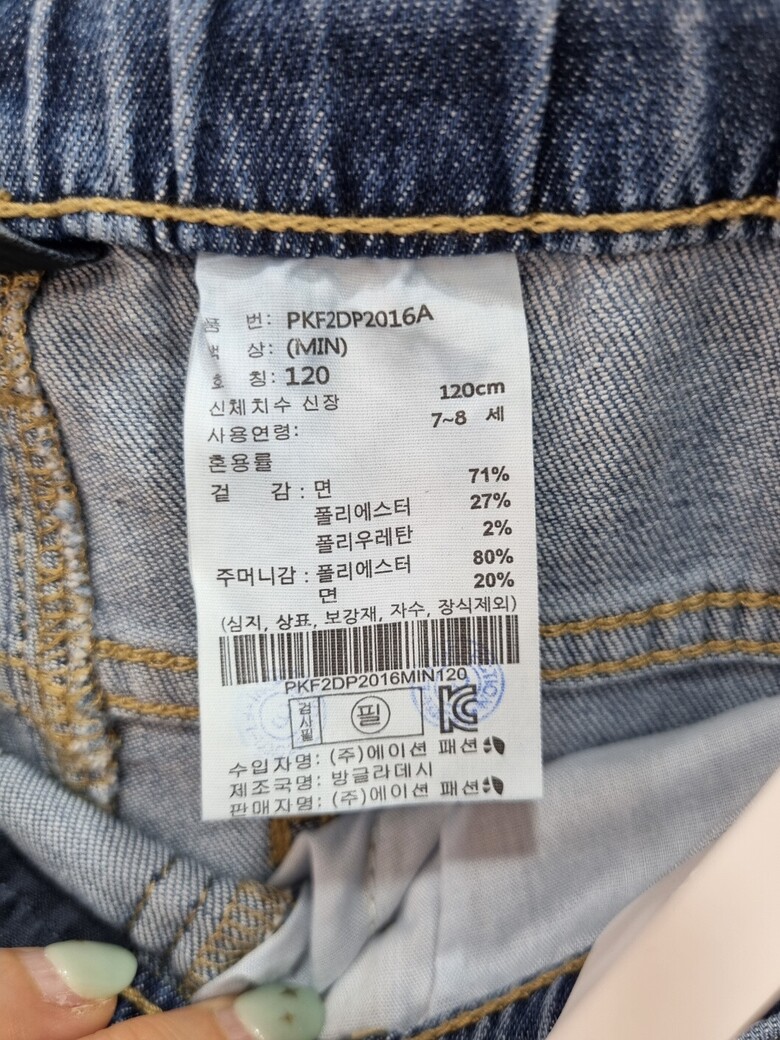 품 번: PKF2DP2016A
색 상: (MIN)
호 칭: 120
신체치수 신장 120cm
사용연령: 7~8 세
혼용률
겉 감 : 면 71%
폴리에스터 27%
폴리우레탄 2%
주머니감 : 폴리에스터 80%
면 20%
(심지, 상표, 보강재, 자수, 장식제외)
PKF2DP2016MIN120
검사필 필 KC
수입자명: (주)에이션 패션
제조국명: 방글라데시
판매자명: (주)에이션 패션